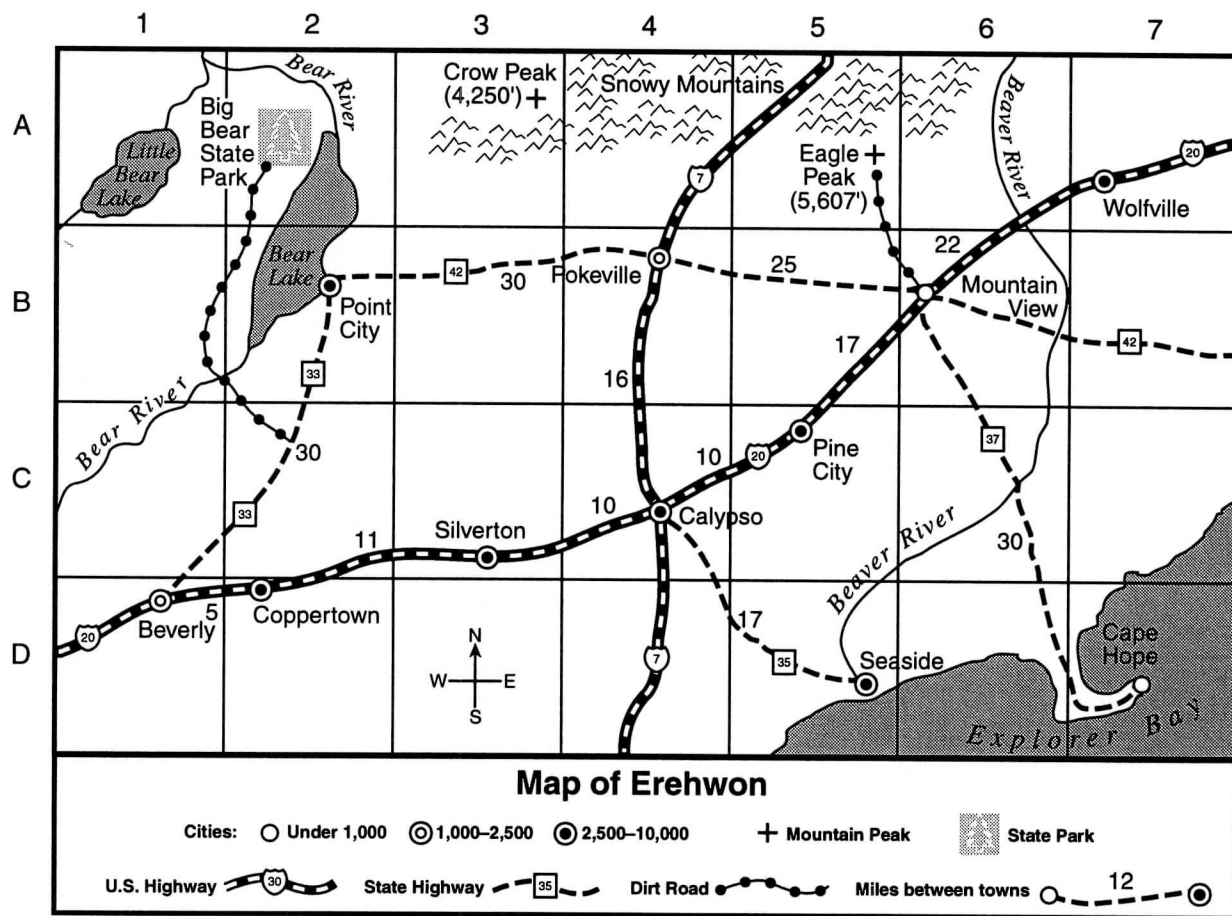 1 2 3 4 5 6 7
A
B
C
D
Bear River
Crow Peak
(4,250')
Snowy Mountains
Big
Bear
State
Park
Little
Bear
Lake
Beaver River
Eagle
Peak
(5,607')
7
20
Wolfville
22
Bear
Lake
42
30
Pokeville
25
Mountain
View
Point
City
42
33
16
17
Bear River
30
37
Pine
City
20
10
33
10
Calypso
Silverton
11
Beaver River
30
5
Beverly
Coppertown
20
N
W E
S
7
17
35
Seaside
Cape
Hope
Explorer Bay
Map of Erehwon
Cities: Under 1,000 1,000–2,500 2,500–10,000 Mountain Peak State Park
U.S. Highway 30 State Highway 35 Dirt Road Miles between towns 12